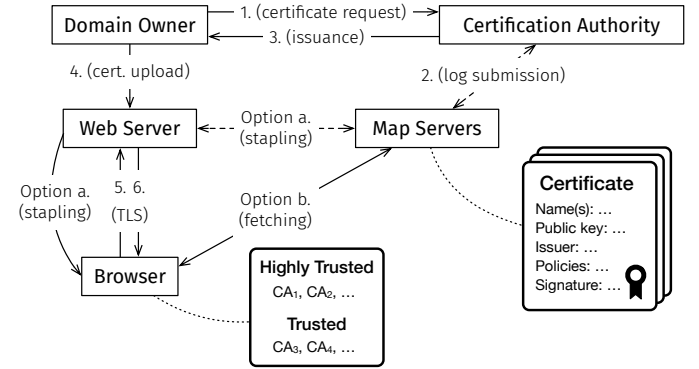 Domain Owner
1. (certificate request)
3. (issuance)
Certification Authority
4. (cert. upload)
2. (log submission)
Web Server
Option a.
(stapling)
Map Servers
Option a.
(stapling)
5. 6.
(TLS)
Option b.
(fetching)
Browser
Certificate
Name(s): ...
Public key: ...
Issuer: ...
Policies: ...
Signature: ...
Highly Trusted
CA₁, CA₂, ...
Trusted
CA₃, CA₄, ...